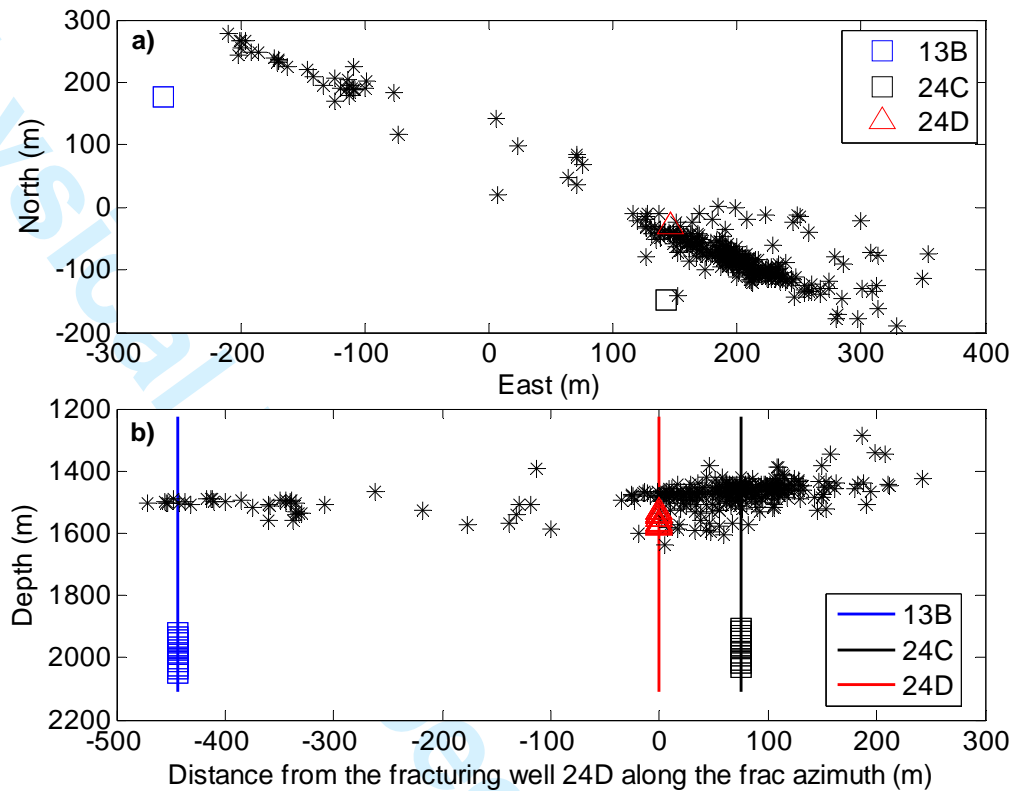 a)
300
200
100
0
-100
-200
North (m)
-300 -200 -100 0 100 200 300 400
East (m)
13B
24C
24D
b)
1200
1400
1600
1800
2000
2200
Depth (m)
-500 -400 -300 -200 -100 0 100 200 300
Distance from the fracturing well 24D along the frac azimuth (m)
13B
24C
24D